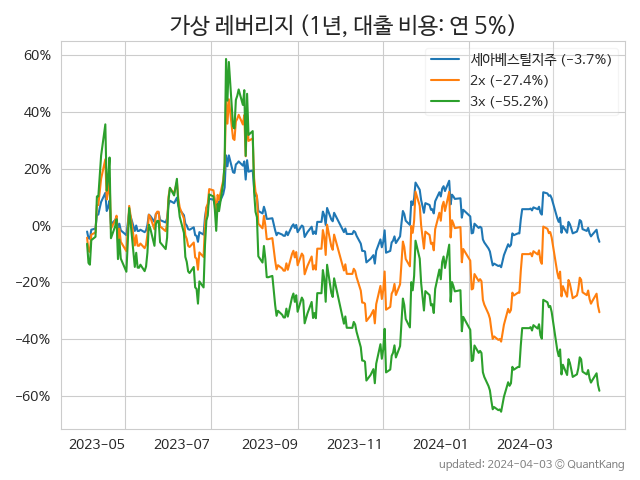 가상 레버리지 (1년, 대출 비용: 연 5%)
세아베스틸지주 (−3.7%)
2x (−27.4%)
3x (−55.2%)
60%
40%
20%
0%
−20%
−40%
−60%
2023-05 2023-07 2023-09 2023-11 2024-01 2024-03
updated: 2024-04-03 © QuantKang